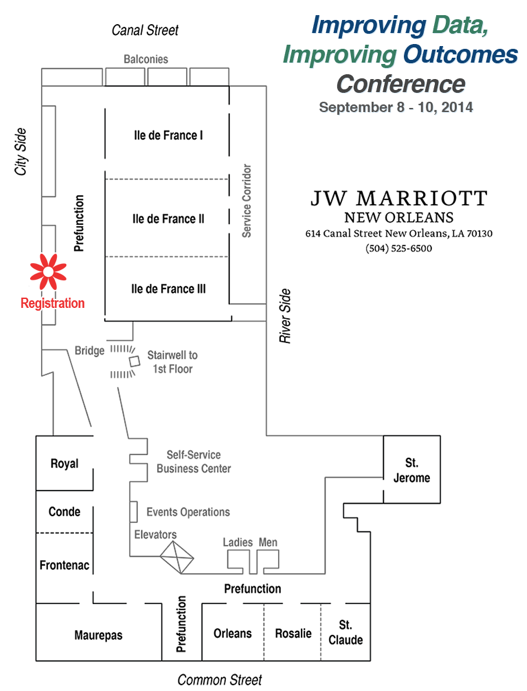 Improving Data,
Improving Outcomes
Conference
September 8 - 10, 2014
JW MARRIOTT
NEW ORLEANS
614 Canal Street New Orleans, LA 70130
(504) 525-6500
Canal Street
Balconies
City Side
Ile de France I
Service Corridor
Prefunction
Ile de France II
Registration
Ile de France III
River Side
Bridge
Stairwell to
1st Floor
Royal
Self-Service
Business Center
St.
Jerome
Conde
Events Operations
Elevators
Ladies Men
Frontenac
Prefunction
Maurepas
Prefunction
Orleans
Rosalie
St.
Claude
Common Street